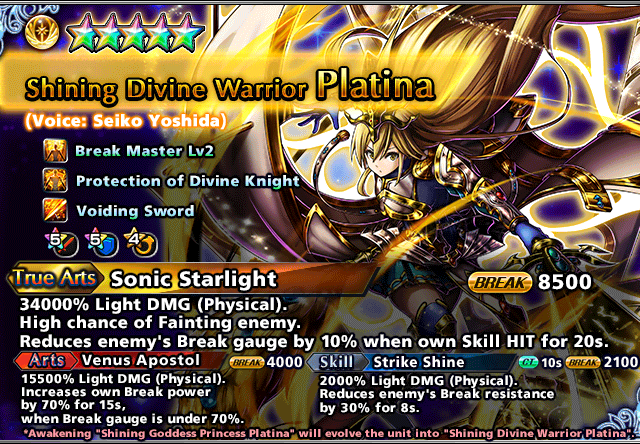 Shining Divine Warrior Platina
(Voice: Seiko Yoshida)
Break Master Lv2
Protection of Divine Knight
Voiding Sword
5 5 4
True Arts Sonic Starlight BREAK 8500
34000% Light DMG (Physical).
High chance of Fainting enemy.
Reduces enemy's Break gauge by 10% when own Skill HIT for 20s.
Arts Venus Apostol BREAK 4000
15500% Light DMG (Physical).
Increases own Break power
by 70% for 15s,
when Break gauge is under 70%.
Skill Strike Shine CT 10s BREAK 2100
2000% Light DMG (Physical).
Reduces enemy's Break resistance
by 30% for 8s.
*Awakening "Shining Goddess Princess Platina" will evolve the unit into "Shining Divine Warrior Platina"